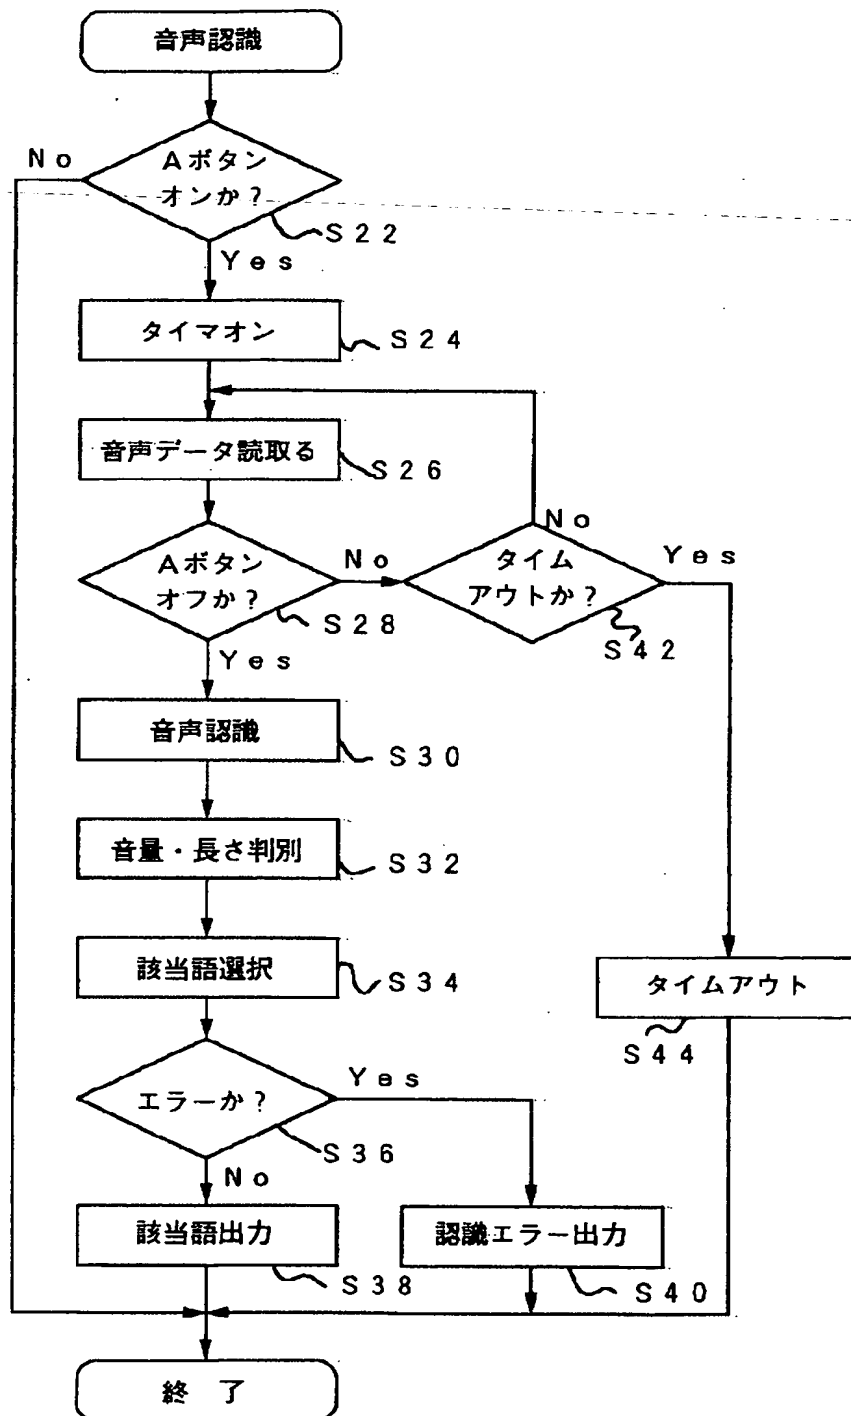 音声認識
Aボタン
オンか？
No
S22
Yes
タイマオン
S24
音声データ読取る
S26
Aボタン
オフか？
S28
No
Yes
タイム
アウトか？
No
Yes
S42
音声認識
S30
音量・長さ判別
S32
該当語選択
S34
タイムアウト
S44
エラーか？
Yes
S36
No
該当語出力
S38
認識エラー出力
S40
終了